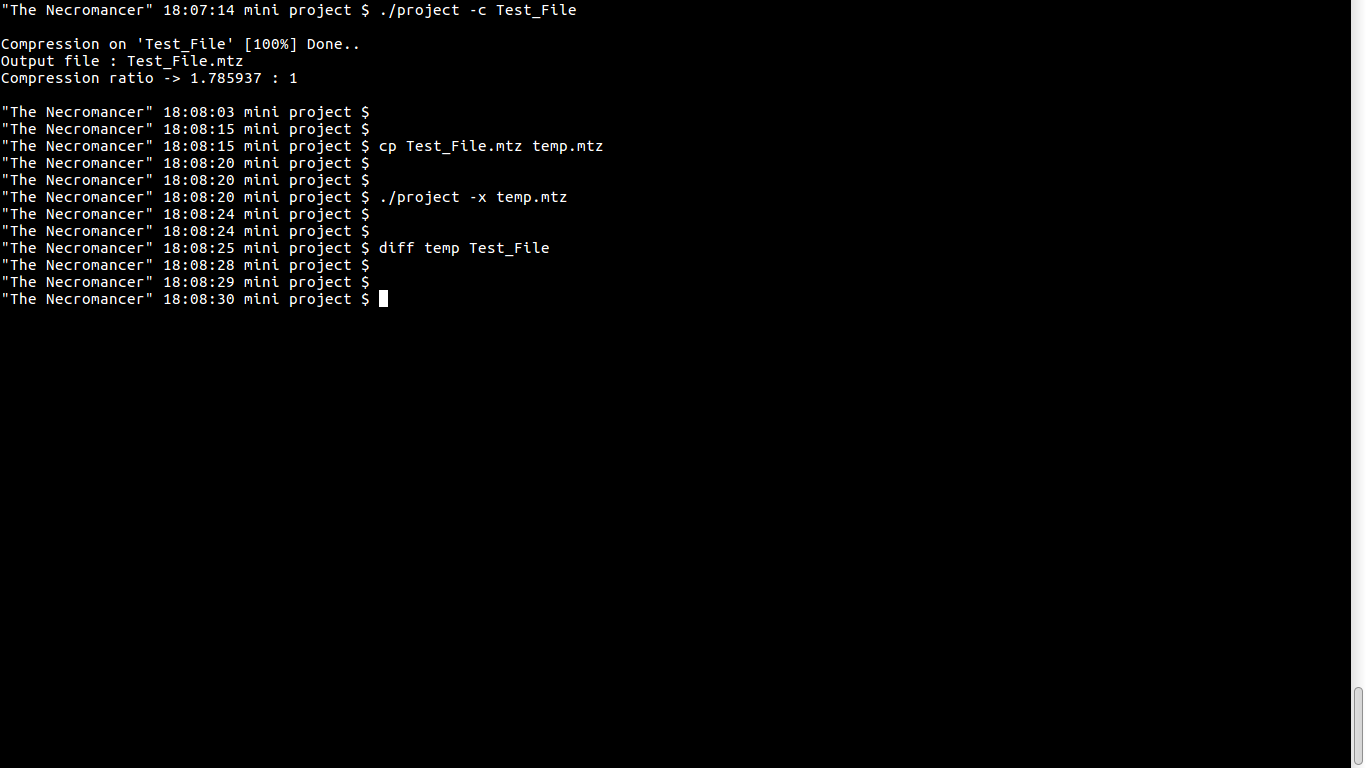 "The Necromancer" 18:07:14 mini project $ ./project -c Test_File
Compression on 'Test_File' [100%] Done..
Output file : Test_File.mtz
Compression ratio -> 1.785937 : 1
"The Necromancer" 18:08:03 mini project $
"The Necromancer" 18:08:15 mini project $
"The Necromancer" 18:08:15 mini project $ cp Test_File.mtz temp.mtz
"The Necromancer" 18:08:20 mini project $
"The Necromancer" 18:08:20 mini project $
"The Necromancer" 18:08:20 mini project $ ./project -x temp.mtz
"The Necromancer" 18:08:24 mini project $
"The Necromancer" 18:08:24 mini project $
"The Necromancer" 18:08:25 mini project $ diff temp Test_File
"The Necromancer" 18:08:28 mini project $
"The Necromancer" 18:08:29 mini project $
"The Necromancer" 18:08:30 mini project $